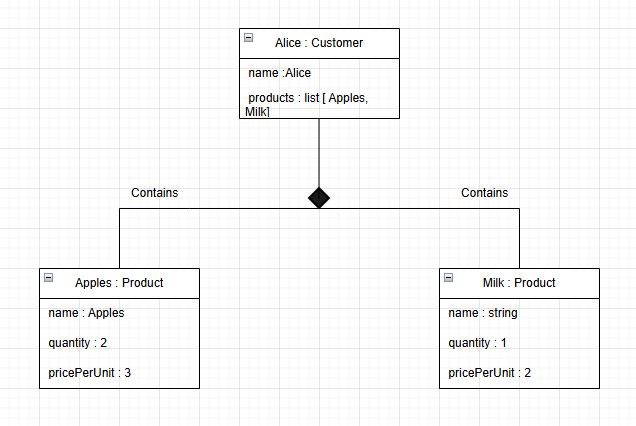 Alice : Customer
name :Alice
products : list [ Apples,
Milk]
Contains
Contains
Apples : Product
name : Apples
quantity : 2
pricePerUnit : 3
Milk : Product
name : string
quantity : 1
pricePerUnit : 2